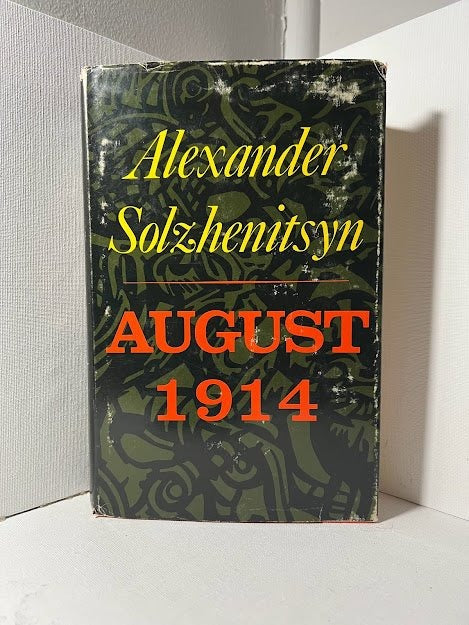 Alexander
Solzhenitsyn
AUGUST
1914